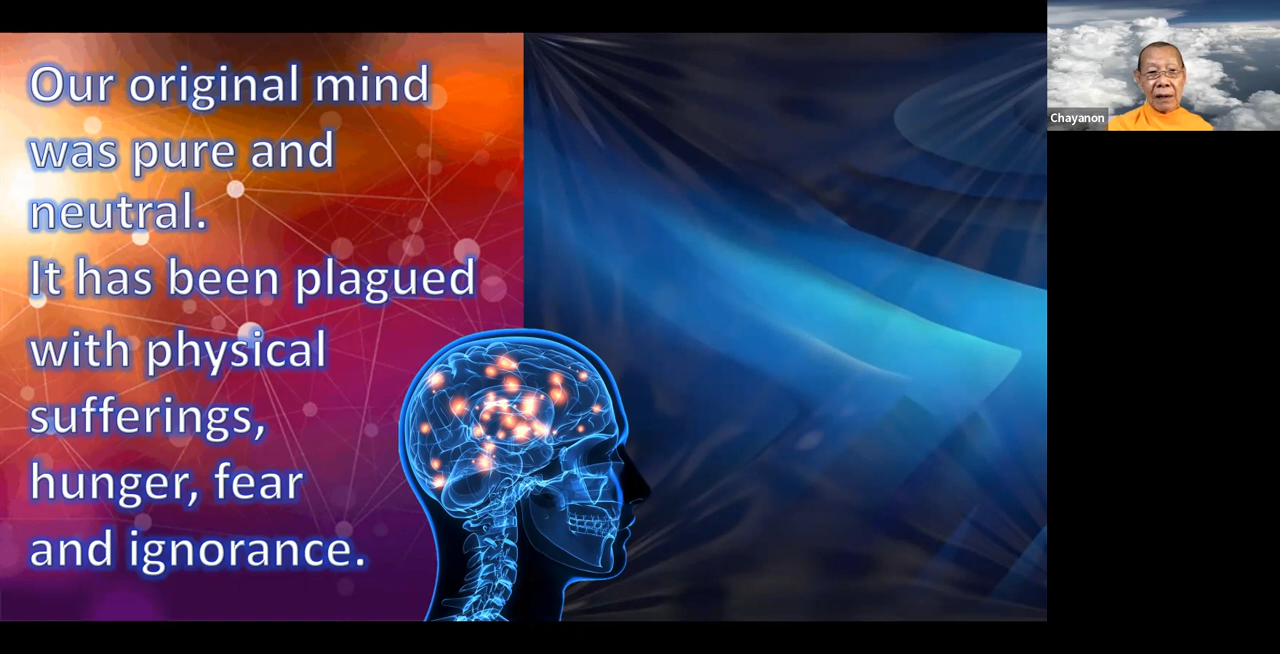 Our original mind
was pure and
neutral.
It has been plagued
with physical
sufferings,
hunger, fear
and ignorance.
Chayanon